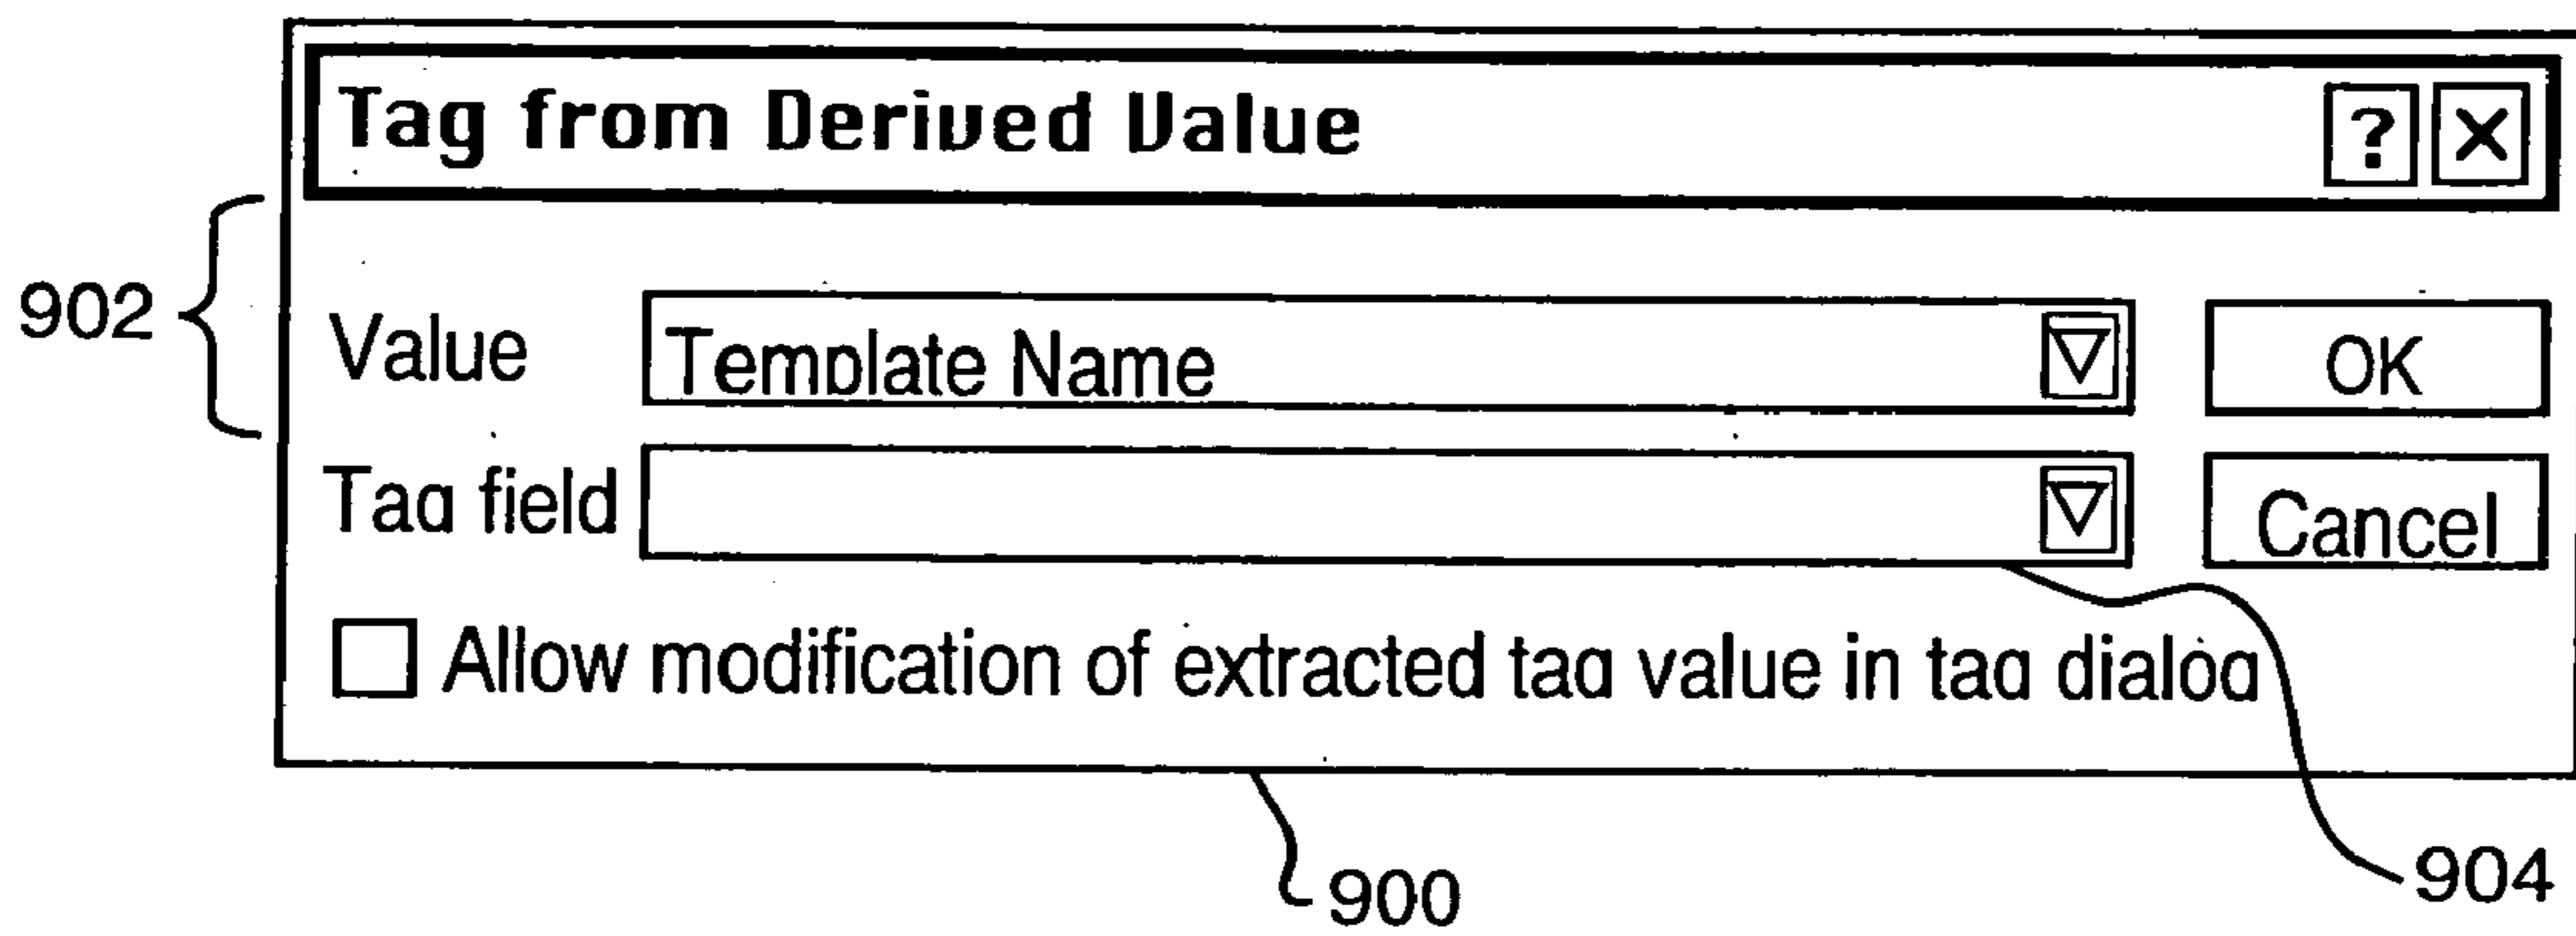 Tag from Derived Value ? X
902
Value Template Name OK
Tag field Cancel
Allow modification of extracted tag value in tag dialog
900
904